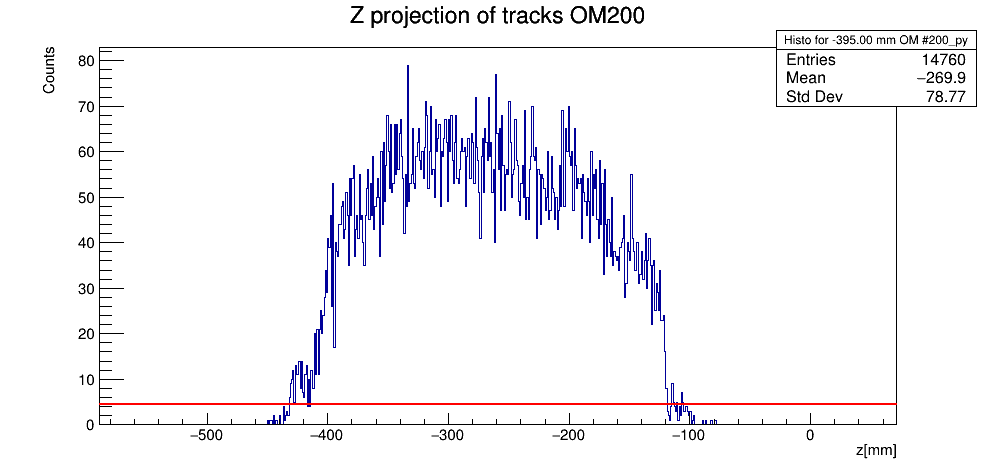 Z projection of tracks OM200
Histo for -395.00 mm OM #200_py
Entries 14760
Mean −269.9
Std Dev 78.77
Counts
80
70
60
50
40
30
20
10
0
−500 −400 −300 −200 −100 0
z[mm]